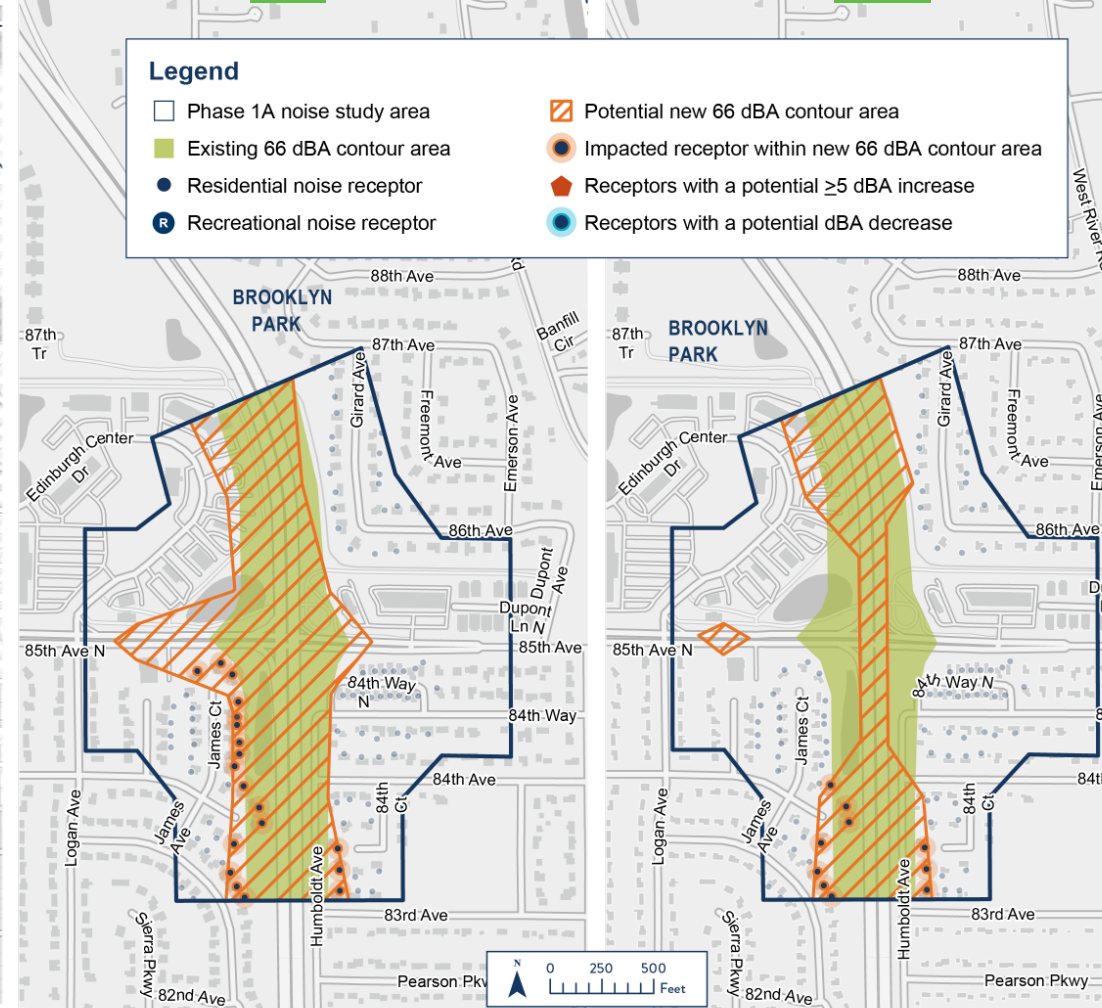 Legend
Phase 1A noise study area
Existing 66 dBA contour area
Residential noise receptor
R
Recreational noise receptor
Potential new 66 dBA contour area
Impacted receptor within new 66 dBA contour area
Receptors with a potential >5 dBA increase
Receptors with a potential dBA decrease
88th Ave
BROOKLYN
PARK
87th
Tr
87th Ave
Banfill
Cir
Girard Ave
Freemont
Ave
Emerson Ave
Edinburgh Center
Dr
86th Ave
Dupont
Ave
Dupont
Ln N
85th Ave N
85th Ave
84th Way
N
84th Way
James Ct
84th Ave
84th
Ct
Logan Ave
James
Ave
Humboldt Ave
83rd Ave
Sierra Pkwy
82nd Ave
Pearson Pkw
West River
88th Ave
BROOKLYN
PARK
87th
Tr
87th Ave
Girard Ave
Freemont
Ave
Emerson Ave
Edinburgh Center
Dr
86th Ave
85th Ave N
85th Ave
84th Way N
James Ct
84th
Ct
Logan Ave
James
Ave
Humboldt Ave
83rd Ave
Sierra Pkwy
82nd Ave
Pearson Pkwy
N
0 250 500
Feet